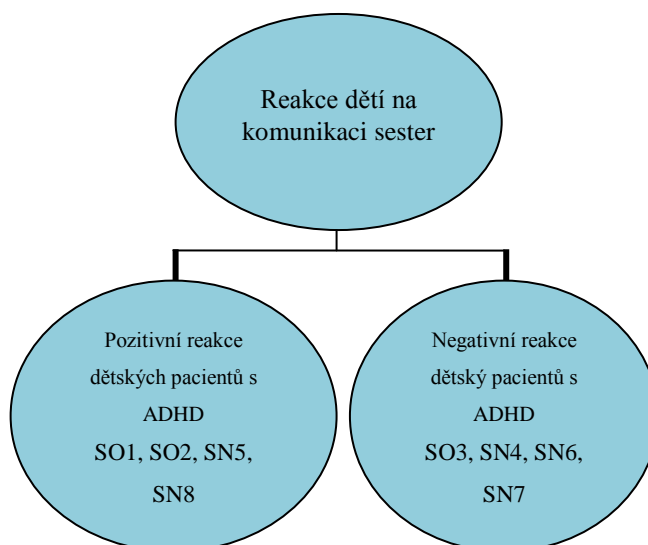 Reakce dětí na
komunikaci sester
Pozitivní reakce
dětských pacientů s
ADHD
SO1, SO2, SN5,
SN8
Negativní reakce
dětský pacientů s
ADHD
SO3, SN4, SN6,
SN7